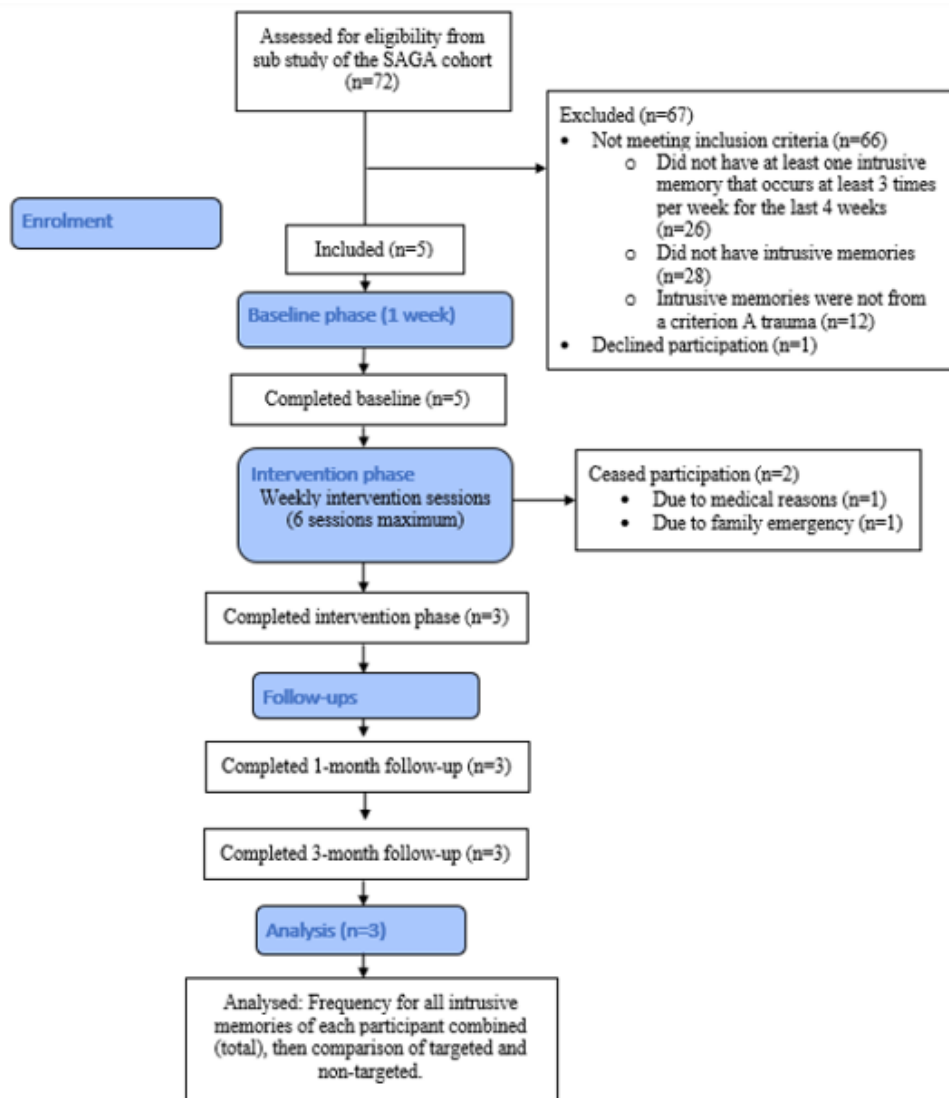 Assessed for eligibility from
sub study of the SAGA cohort
(n=72)
Excluded (n=67)
• Not meeting inclusion criteria (n=66)
o Did not have at least one intrusive
memory that occurs at least 3 times
per week for the last 4 weeks
(n=26)
o Did not have intrusive memories
(n=28)
o Intrusive memories were not from
a criterion A trauma (n=12)
• Declined participation (n=1)
Enrolment
Included (n=5)
Baseline phase (1 week)
Completed baseline (n=5)
Intervention phase
Weekly intervention sessions
(6 sessions maximum)
Ceased participation (n=2)
• Due to medical reasons (n=1)
• Due to family emergency (n=1)
Completed intervention phase (n=3)
Follow-ups
Completed 1-month follow-up (n=3)
Completed 3-month follow-up (n=3)
Analysis (n=3)
Analysed: Frequency for all intrusive
memories of each participant combined
(total), then comparison of targeted and
non-targeted.